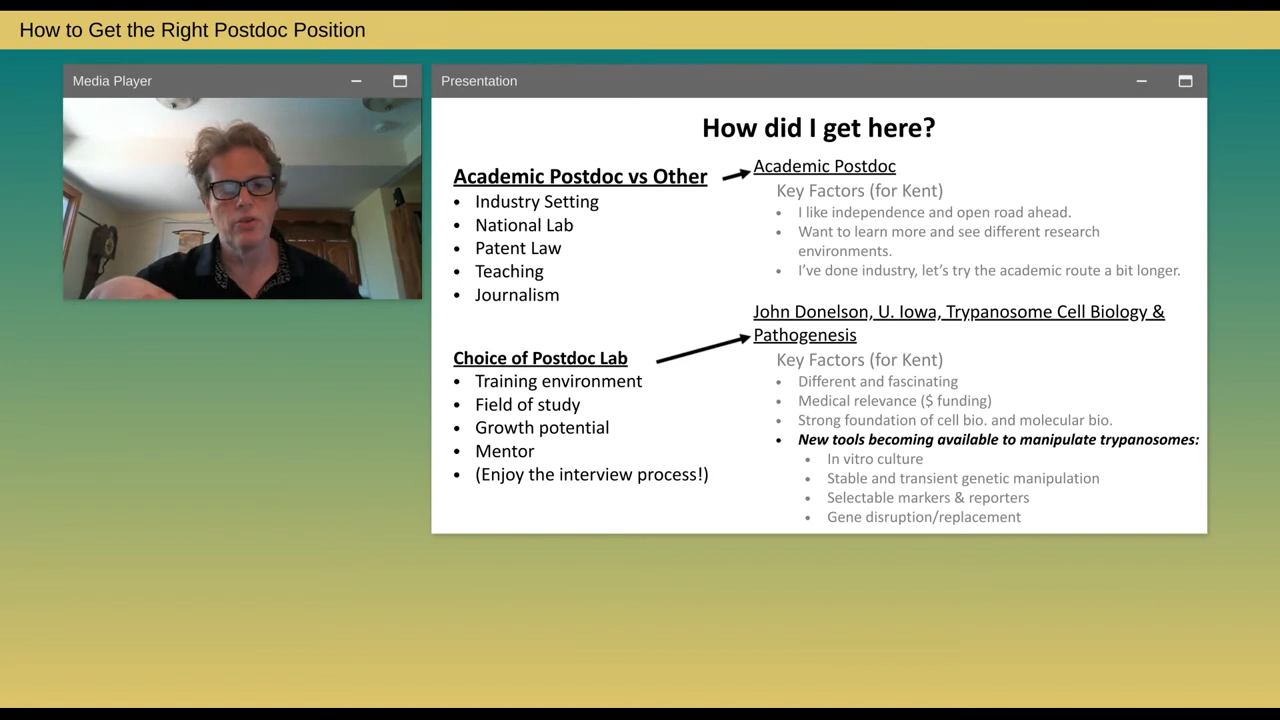 How to Get the Right Postdoc Position
Media Player
Presentation
How did I get here?
Academic Postdoc vs Other
• Industry Setting
• National Lab
• Patent Law
• Teaching
• Journalism
Choice of Postdoc Lab
• Training environment
• Field of study
• Growth potential
• Mentor
• (Enjoy the interview process!)
Academic Postdoc
Key Factors (for Kent)
• I like independence and open road ahead.
• Want to learn more and see different research
environments.
• I've done industry, let's try the academic route a bit longer.
John Donelson, U. Iowa, Trypanosome Cell Biology &
Pathogenesis
Key Factors (for Kent)
• Different and fascinating
• Medical relevance ($ funding)
• Strong foundation of cell bio. and molecular bio.
• New tools becoming available to manipulate trypanosomes:
• In vitro culture
• Stable and transient genetic manipulation
• Selectable markers & reporters
• Gene disruption/replacement